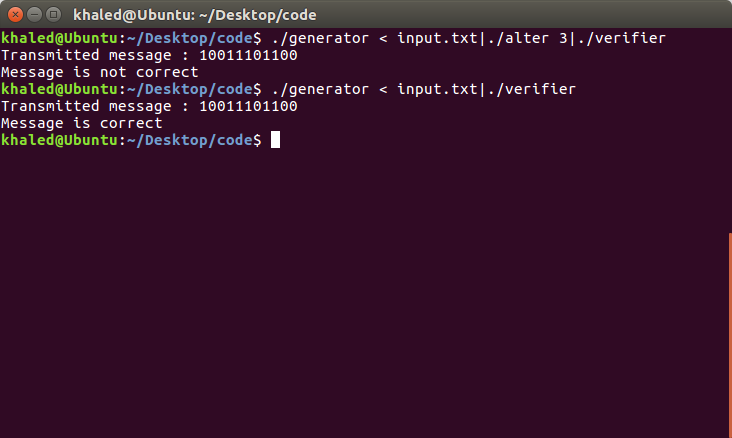 khaled@Ubuntu: ~/Desktop/code
khaled@Ubuntu:~/Desktop/code$ ./generator < input.txt|./alter 3|./verifier
Transmitted message : 10011101100
Message is not correct
khaled@Ubuntu:~/Desktop/code$ ./generator < input.txt|./verifier
Transmitted message : 10011101100
Message is correct
khaled@Ubuntu:~/Desktop/code$